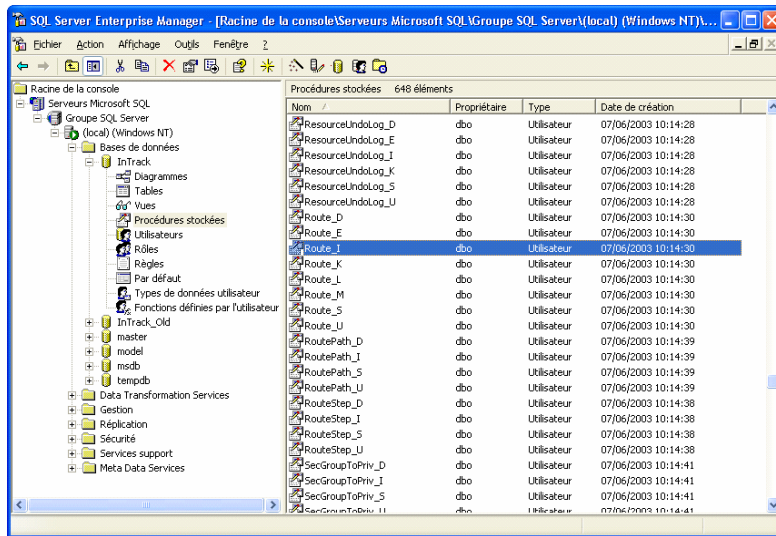 SQL Server Enterprise Manager - [Racine de la console\Serveurs Microsoft SQL\Groupe SQL Server\(local) (Windows NT)\...
Fichier Action Affichage Outils Fenêtre ?
Racine de la console
Serveurs Microsoft SQL
Groupe SQL Server
(local) (Windows NT)
Bases de données
InTrack
Diagrammes
Tables
Vues
Procédures stockées
Utilisateurs
Rôles
Règles
Par défaut
Types de données utilisateur
Fonctions définies par l'utilisateur
InTrack_Old
master
model
msdb
tempdb
Data Transformation Services
Gestion
Réplication
Sécurité
Services support
Meta Data Services
Procédures stockées 648 éléments
Nom Propriétaire Type Date de création
ResourceUndoLog_D dbo Utilisateur 07/06/2003 10:14:28
ResourceUndoLog_E dbo Utilisateur 07/06/2003 10:14:28
ResourceUndoLog_I dbo Utilisateur 07/06/2003 10:14:28
ResourceUndoLog_K dbo Utilisateur 07/06/2003 10:14:28
ResourceUndoLog_S dbo Utilisateur 07/06/2003 10:14:28
ResourceUndoLog_U dbo Utilisateur 07/06/2003 10:14:28
Route_D dbo Utilisateur 07/06/2003 10:14:30
Route_E dbo Utilisateur 07/06/2003 10:14:30
Route_I dbo Utilisateur 07/06/2003 10:14:30
Route_K dbo Utilisateur 07/06/2003 10:14:30
Route_L dbo Utilisateur 07/06/2003 10:14:30
Route_M dbo Utilisateur 07/06/2003 10:14:30
Route_S dbo Utilisateur 07/06/2003 10:14:30
Route_U dbo Utilisateur 07/06/2003 10:14:30
RoutePath_D dbo Utilisateur 07/06/2003 10:14:39
RoutePath_I dbo Utilisateur 07/06/2003 10:14:39
RoutePath_S dbo Utilisateur 07/06/2003 10:14:39
RoutePath_U dbo Utilisateur 07/06/2003 10:14:39
RouteStep_D dbo Utilisateur 07/06/2003 10:14:38
RouteStep_I dbo Utilisateur 07/06/2003 10:14:38
RouteStep_S dbo Utilisateur 07/06/2003 10:14:38
RouteStep_U dbo Utilisateur 07/06/2003 10:14:38
SecGroupToPriv_D dbo Utilisateur 07/06/2003 10:14:41
SecGroupToPriv_I dbo Utilisateur 07/06/2003 10:14:41
SecGroupToPriv_S dbo Utilisateur 07/06/2003 10:14:41
SecGroupToPriv_U dbo Utilisateur 07/06/2003 10:14:41